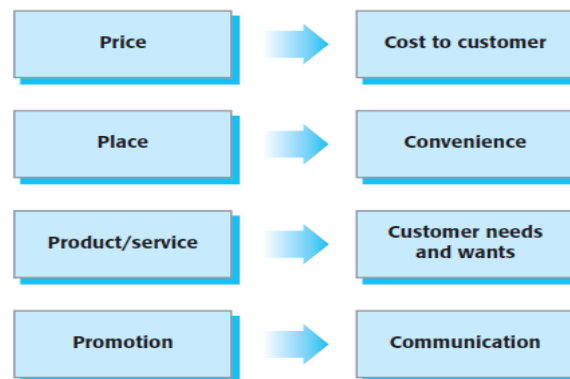 Price
Cost to customer
Place
Convenience
Product/service
Customer needs
and wants
Promotion
Communication